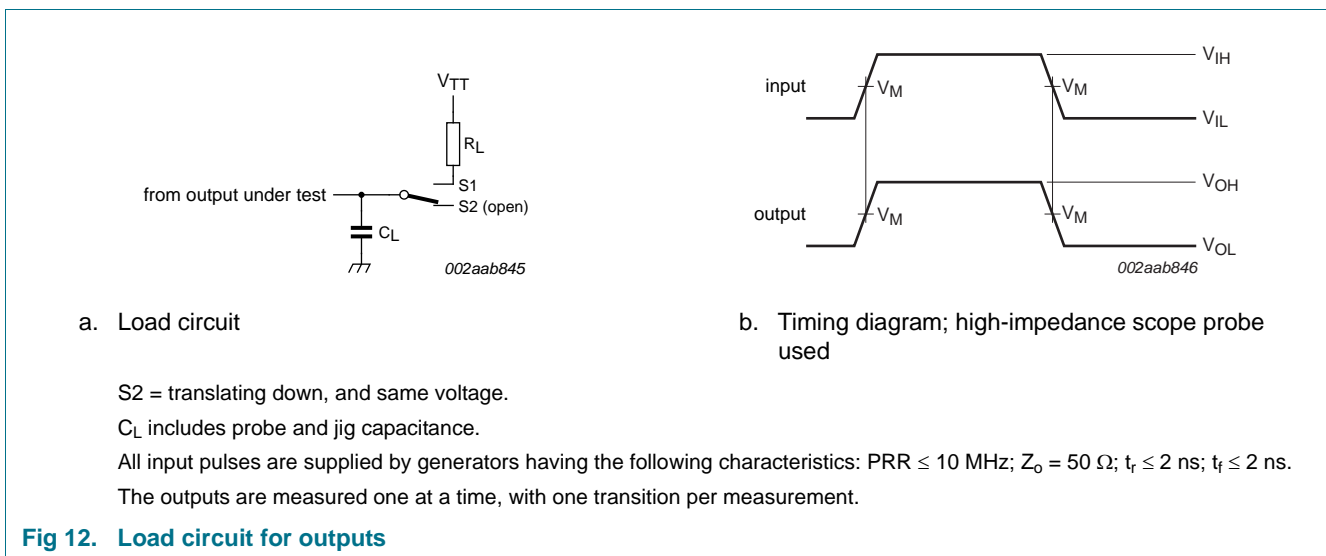 VTT
RL
S1
from output under test
S2 (open)
CL
002aab845
a. Load circuit
VIH
input
VM
VM
VIL
VOH
output
VM
VM
VOL
002aab846
b. Timing diagram; high-impedance scope probe
used
S2 = translating down, and same voltage.
CL includes probe and jig capacitance.
All input pulses are supplied by generators having the following characteristics: PRR ≤ 10 MHz; Zo = 50 Ω; tr ≤ 2 ns; tf ≤ 2 ns.
The outputs are measured one at a time, with one transition per measurement.
Fig 12. Load circuit for outputs